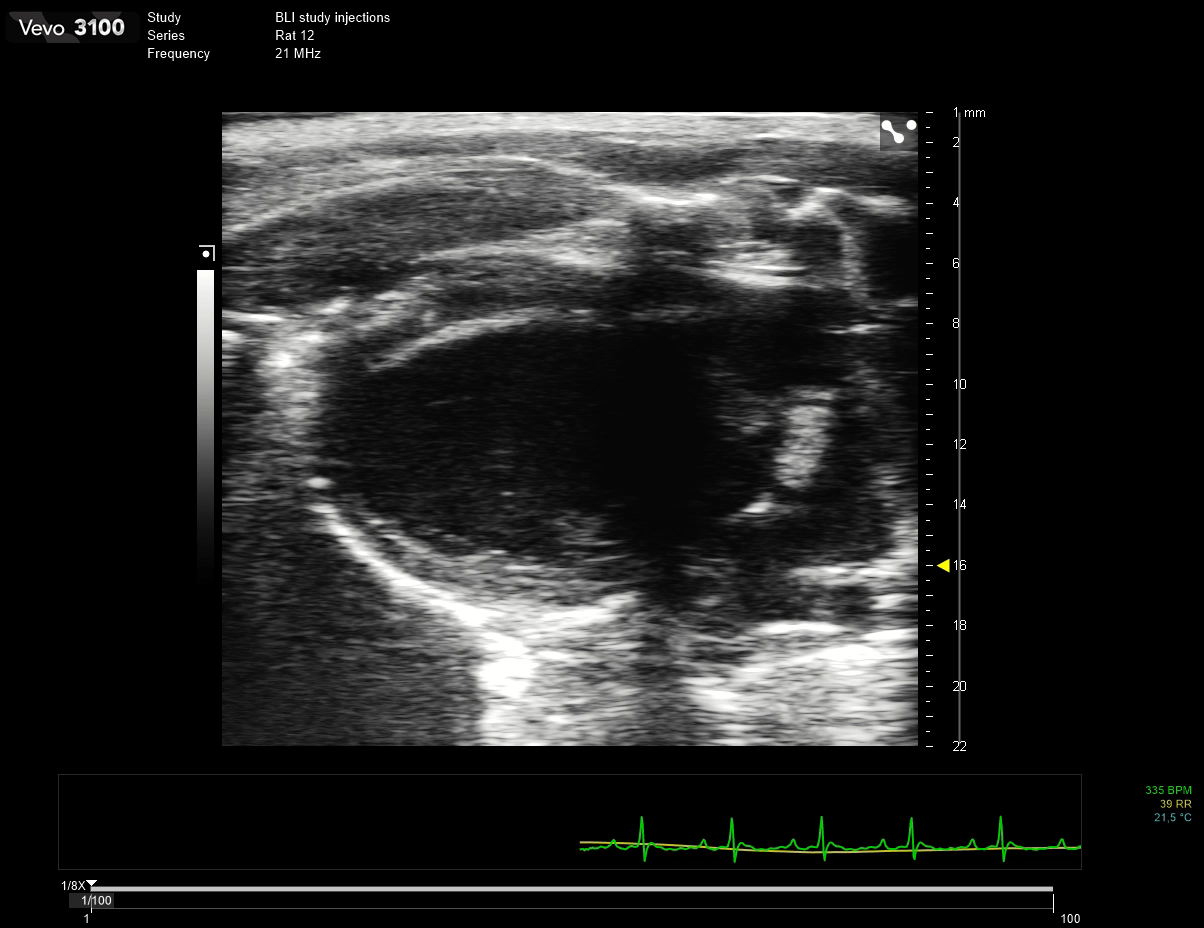 Vevo 3100
Study BLI study injections
Series Rat 12
Frequency 21 MHz
1 mm
2
4
6
8
10
12
14
16
18
20
22
335 BPM
39 RR
21,5 °C
1/8X
1/100
1 100